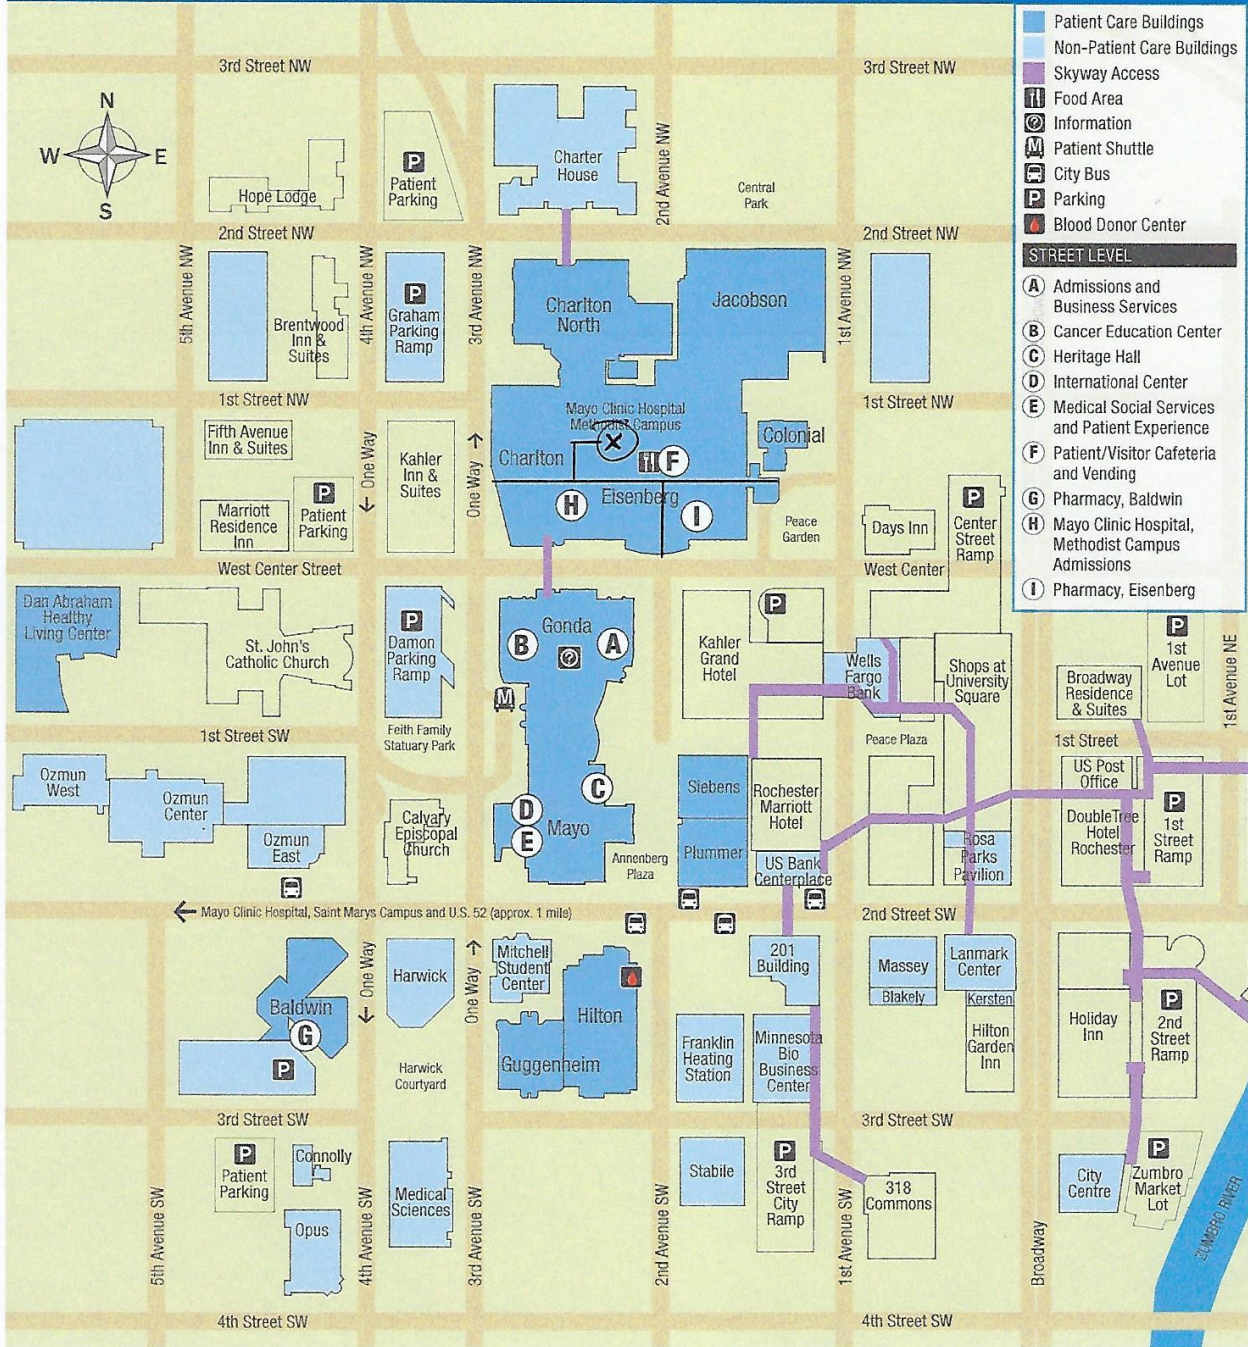 Patient Care Buildings
Non-Patient Care Buildings
Skyway Access
Food Area
Information
Patient Shuttle
City Bus
Parking
Blood Donor Center
STREET LEVEL
A Admissions and
Business Services
B Cancer Education Center
C Heritage Hall
D International Center
E Medical Social Services
and Patient Experience
F Patient/Visitor Cafeteria
and Vending
G Pharmacy, Baldwin
H Mayo Clinic Hospital,
Methodist Campus
Admissions
I Pharmacy, Eisenberg
3rd Street NW
3rd Street NW
N
W
E
S
P
Patient
Parking
Hope Lodge
Charter
House
2nd Avenue NW
Central
Park
2nd Street NW
2nd Street NW
5th Avenue NW
Brentwood
Inn &
Suites
4th Avenue NW
P
Graham
Parking
Ramp
3rd Avenue NW
Charlton
North
Jacobson
1st Avenue NW
1st Street NW
1st Street NW
Fifth Avenue
Inn & Suites
Marriott
Residence
Inn
P
Patient
Parking
One Way
Kahler
Inn &
Suites
One Way
Mayo Clinic Hospital
Methodist Campus
X
Charlton
F
Colonial
H
Eisenberg
I
Peace
Garden
Days Inn
P
Center
Street
Ramp
West Center Street
West Center
Dan Abraham
Healthy
Living Center
St. John's
Catholic Church
P
Damon
Parking
Ramp
Feith Family
Statuary Park
Gonda
B
A
M
Kahler
Grand
Hotel
P
Wells
Fargo
Bank
Shops at
University
Square
Peace Plaza
Broadway
Residence
& Suites
P
1st
Avenue
Lot
1st Avenue NE
1st Street SW
1st Street
Ozmun
West
Ozmun
Center
Ozmun
East
Calvary
Episcopal
Church
C
D
E
Mayo
Annenberg
Plaza
Siebens
Plummer
Rochester
Marriott
Hotel
US Bank
Centerplace
Rosa
Parks
Pavilion
US Post
Office
DoubleTree
Hotel
Rochester
P
1st
Street
Ramp
Mayo Clinic Hospital, Saint Marys Campus and U.S. 52 (approx. 1 mile)
2nd Street SW
Baldwin
G
P
One Way
Harwick
Harwick
Courtyard
One Way
Mitchell
Student
Center
Hilton
Guggenheim
201
Building
Franklin
Heating
Station
Minnesota
Bio
Business
Center
Massey
Blakely
Lanmark
Center
Kersten
Hilton
Garden
Inn
Holiday
Inn
P
2nd
Street
Ramp
3rd Street SW
3rd Street SW
P
Patient
Parking
Connolly
Opus
Medical
Sciences
Stabile
P
3rd
Street
City
Ramp
318
Commons
City
Centre
P
Zumbro
Market
Lot
ZUMBRO RIVER
5th Avenue SW
4th Avenue SW
3rd Avenue SW
2nd Avenue SW
1st Avenue SW
Broadway
4th Street SW
4th Street SW